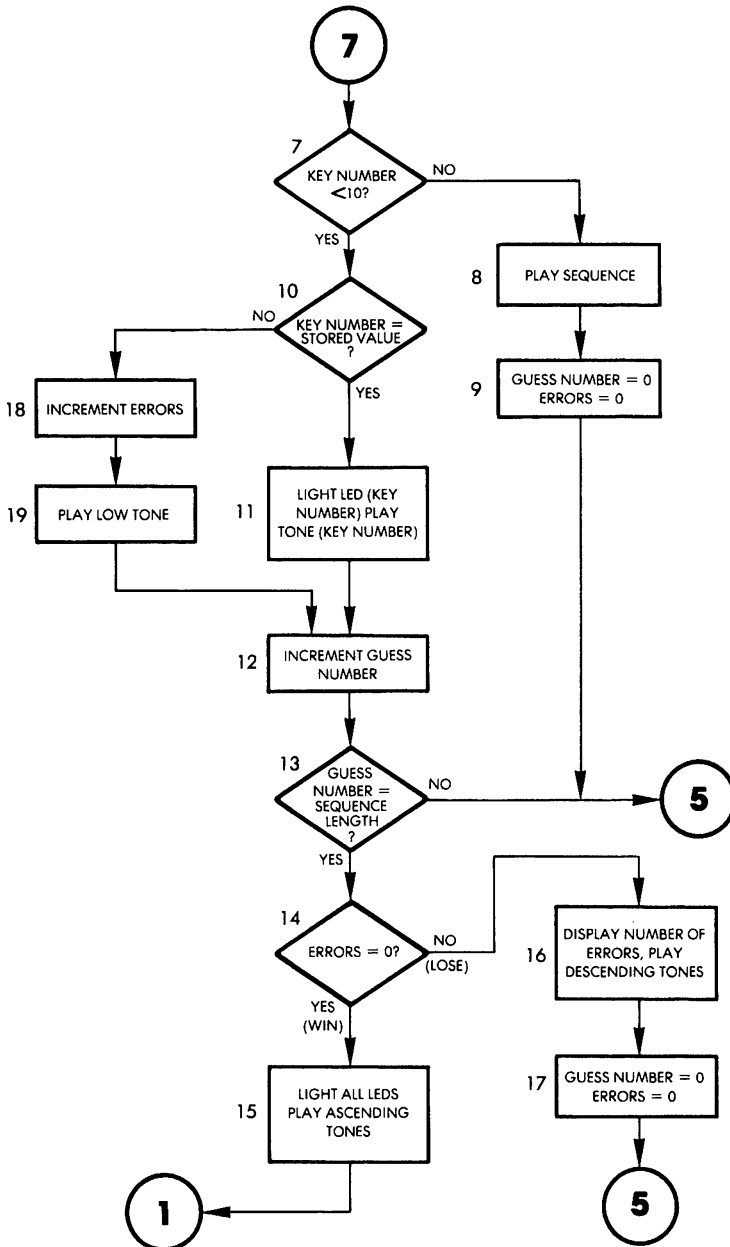 7
7
KEY NUMBER
<10?
NO
YES
8
PLAY SEQUENCE
9
GUESS NUMBER = 0
ERRORS = 0
10
KEY NUMBER =
STORED VALUE
?
NO
YES
18
INCREMENT ERRORS
19
PLAY LOW TONE
11
LIGHT LED (KEY
NUMBER) PLAY
TONE (KEY NUMBER)
12
INCREMENT GUESS
NUMBER
13
GUESS
NUMBER =
SEQUENCE
LENGTH
?
NO
5
YES
14
ERRORS = 0?
NO
(LOSE)
16
DISPLAY NUMBER OF
ERRORS, PLAY
DESCENDING TONES
YES
(WIN)
17
GUESS NUMBER = 0
ERRORS = 0
15
LIGHT ALL LEDS
PLAY ASCENDING
TONES
5
1